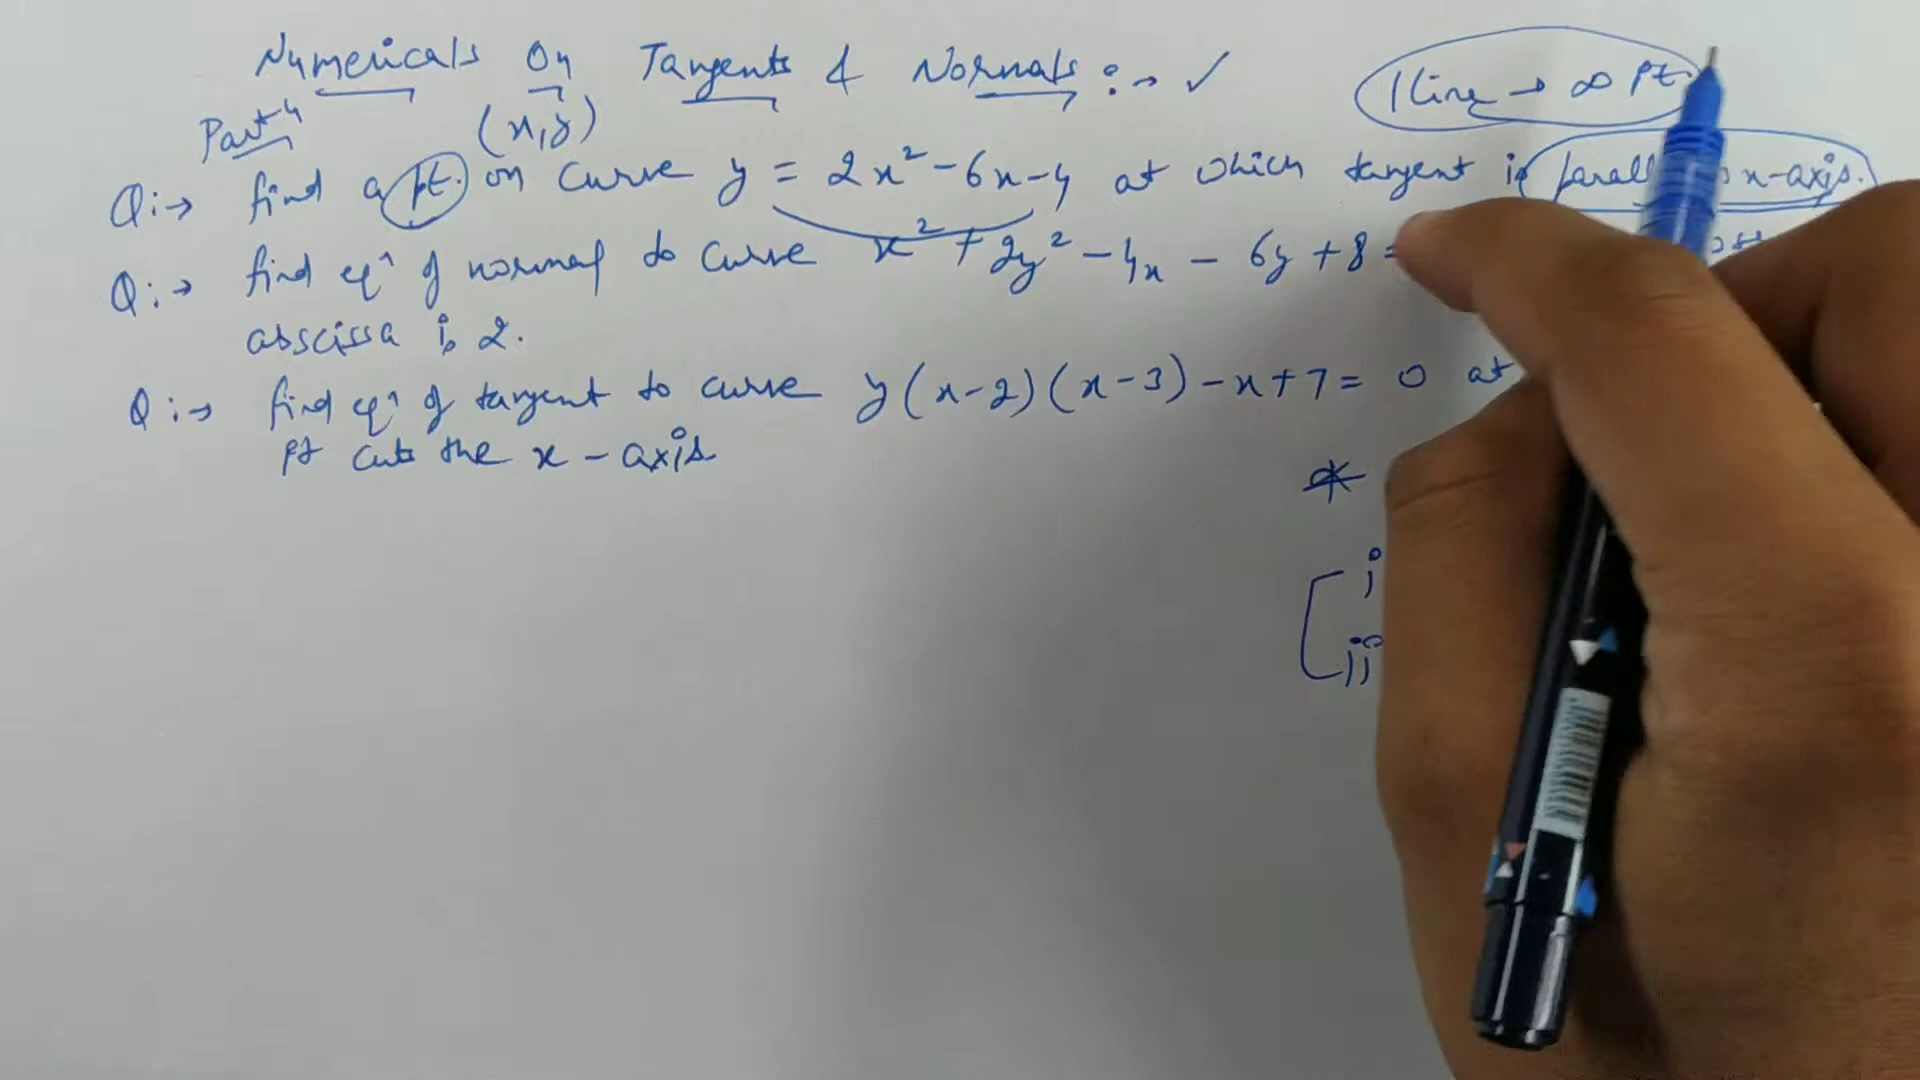 Numericals On Tangents & Normals :→ ✓
1 line → ∞ pt.
Part-4
(x,y)
Q:→ find a pt. on curve y = 2x² - 6x - 4 at which tangent is x-axis.
Q:→ find eqⁿ of normal to curve x² + 2y² - 4x - 6y + 8 =
abscissa is 2.
Q:→ find eqⁿ of tangent to curve y(x-2)(x-3) - x + 7 = 0 at
pt cuts the x-axis
*
i
ii